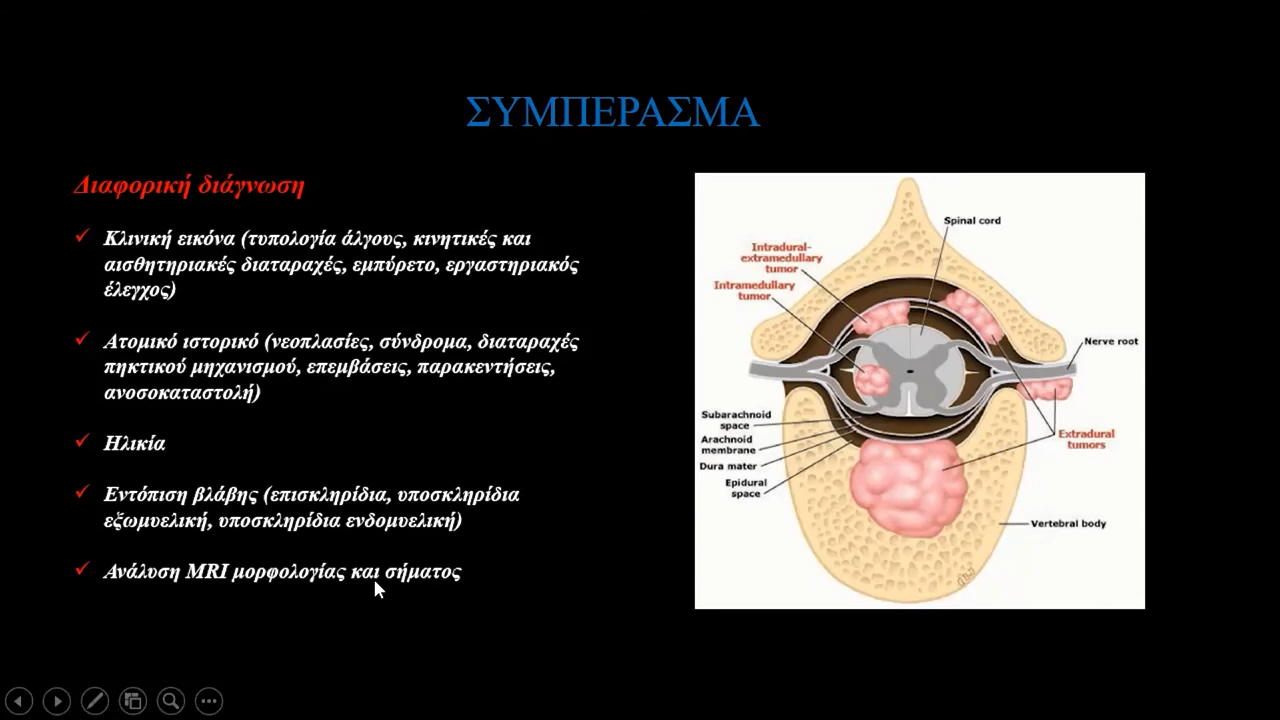 ΣΥΜΠΕΡΑΣΜΑ
Διαφορική διάγνωση
Κλινική εικόνα (τυπολογία άλγους, κινητικές και
αισθητηριακές διαταραχές, εμπύρετο, εργαστηριακός
έλεγχος)
Ατομικό ιστορικό (νεοπλασίες, σύνδρομα, διαταραχές
πηκτικού μηχανισμού, επεμβάσεις, παρακεντήσεις,
ανοσοκαταστολή)
Ηλικία
Εντόπιση βλάβης (επισκληρίδια, υποσκληρίδια
εξωμυελική, υποσκληρίδια ενδομυελική)
Ανάλυση MRI μορφολογίας και σήματος
Spinal cord
Intradural-
extramedullary
tumor
Intramedullary
tumor
Nerve root
Subarachnoid
space
Arachnoid
membrane
Dura mater
Epidural
space
Extradural
tumors
Vertebral body